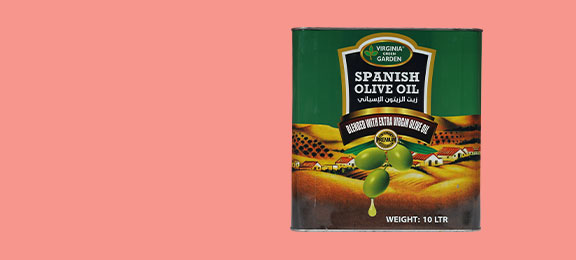 VIRGINIA®
GREEN
GARDEN
SPANISH
OLIVE OIL
زيت الزيتون الإسباني
BLENDED WITH EXTRA VIRGIN OLIVE OIL
PREMIUM
WEIGHT: 10 LTR